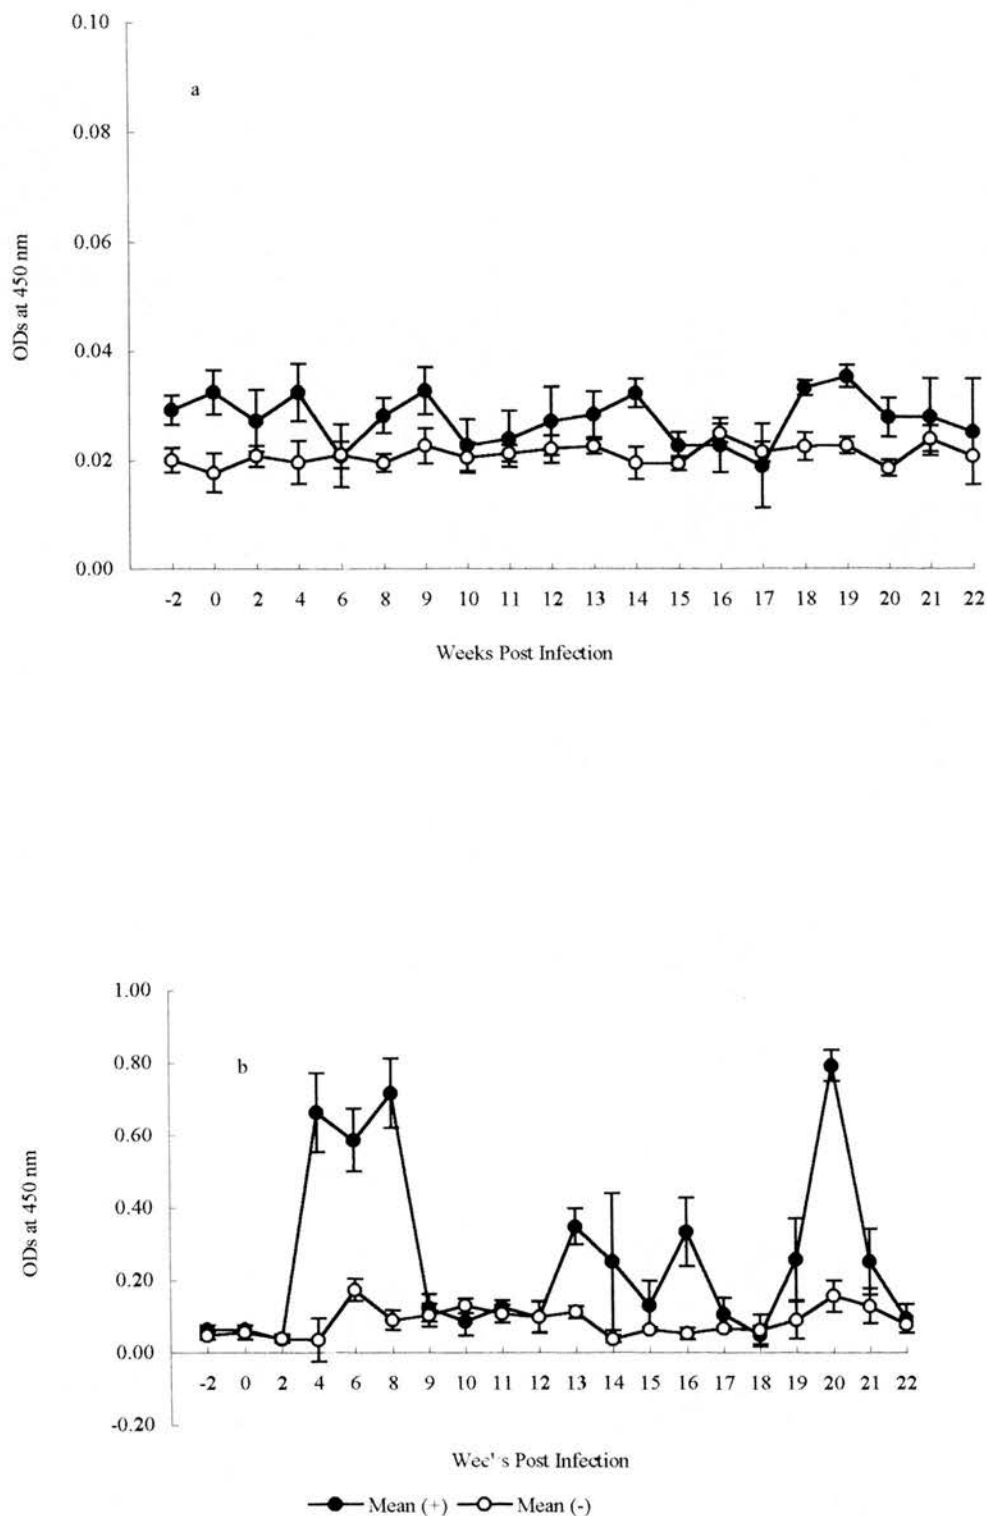 0.10
a
0.08
0.06
ODs at 450 nm
0.04
0.02
0.00
-2 0 2 4 6 8 9 10 11 12 13 14 15 16 17 18 19 20 21 22
Weeks Post Infection
1.00
0.80
b
0.60
ODs at 450 nm
0.40
0.20
0.00
-2 0 2 4 6 8 9 10 11 12 13 14 15 16 17 18 19 20 21 22
-0.20
Post Infection
Mean (+) Mean (-)